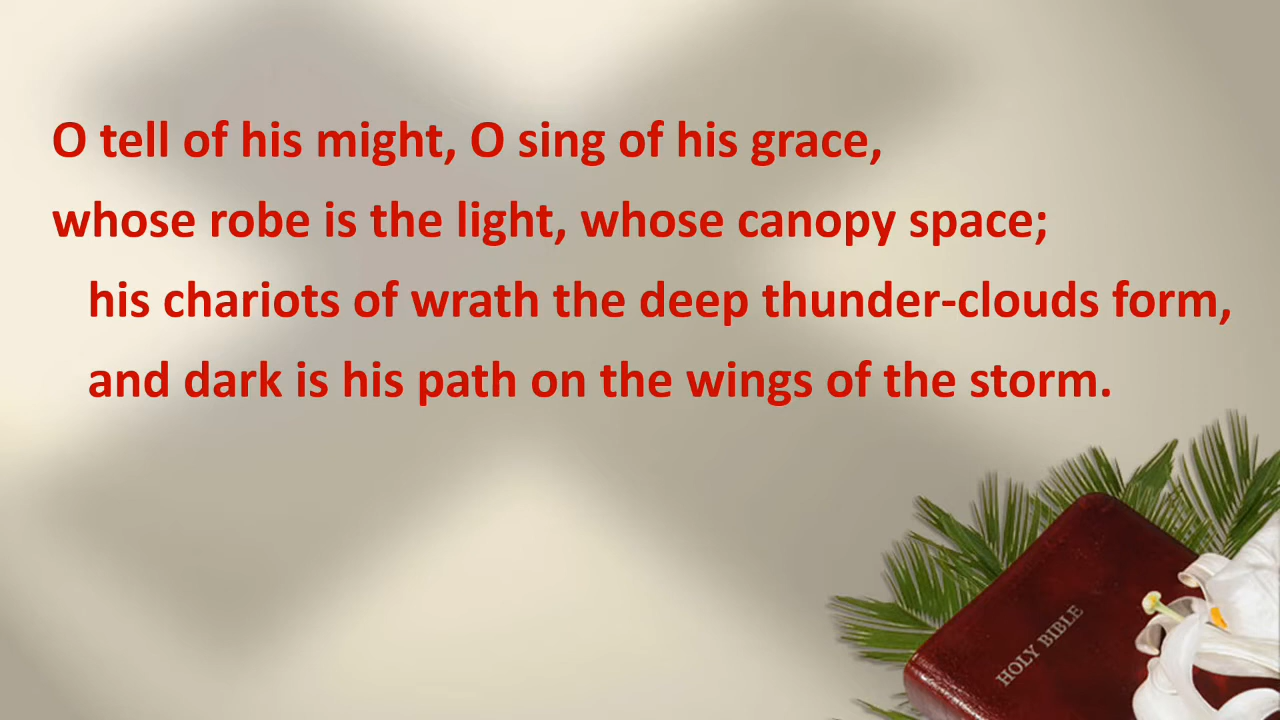 O tell of his might, O sing of his grace,
whose robe is the light, whose canopy space;
his chariots of wrath the deep thunder-clouds form,
and dark is his path on the wings of the storm.
HOLY BIBLE